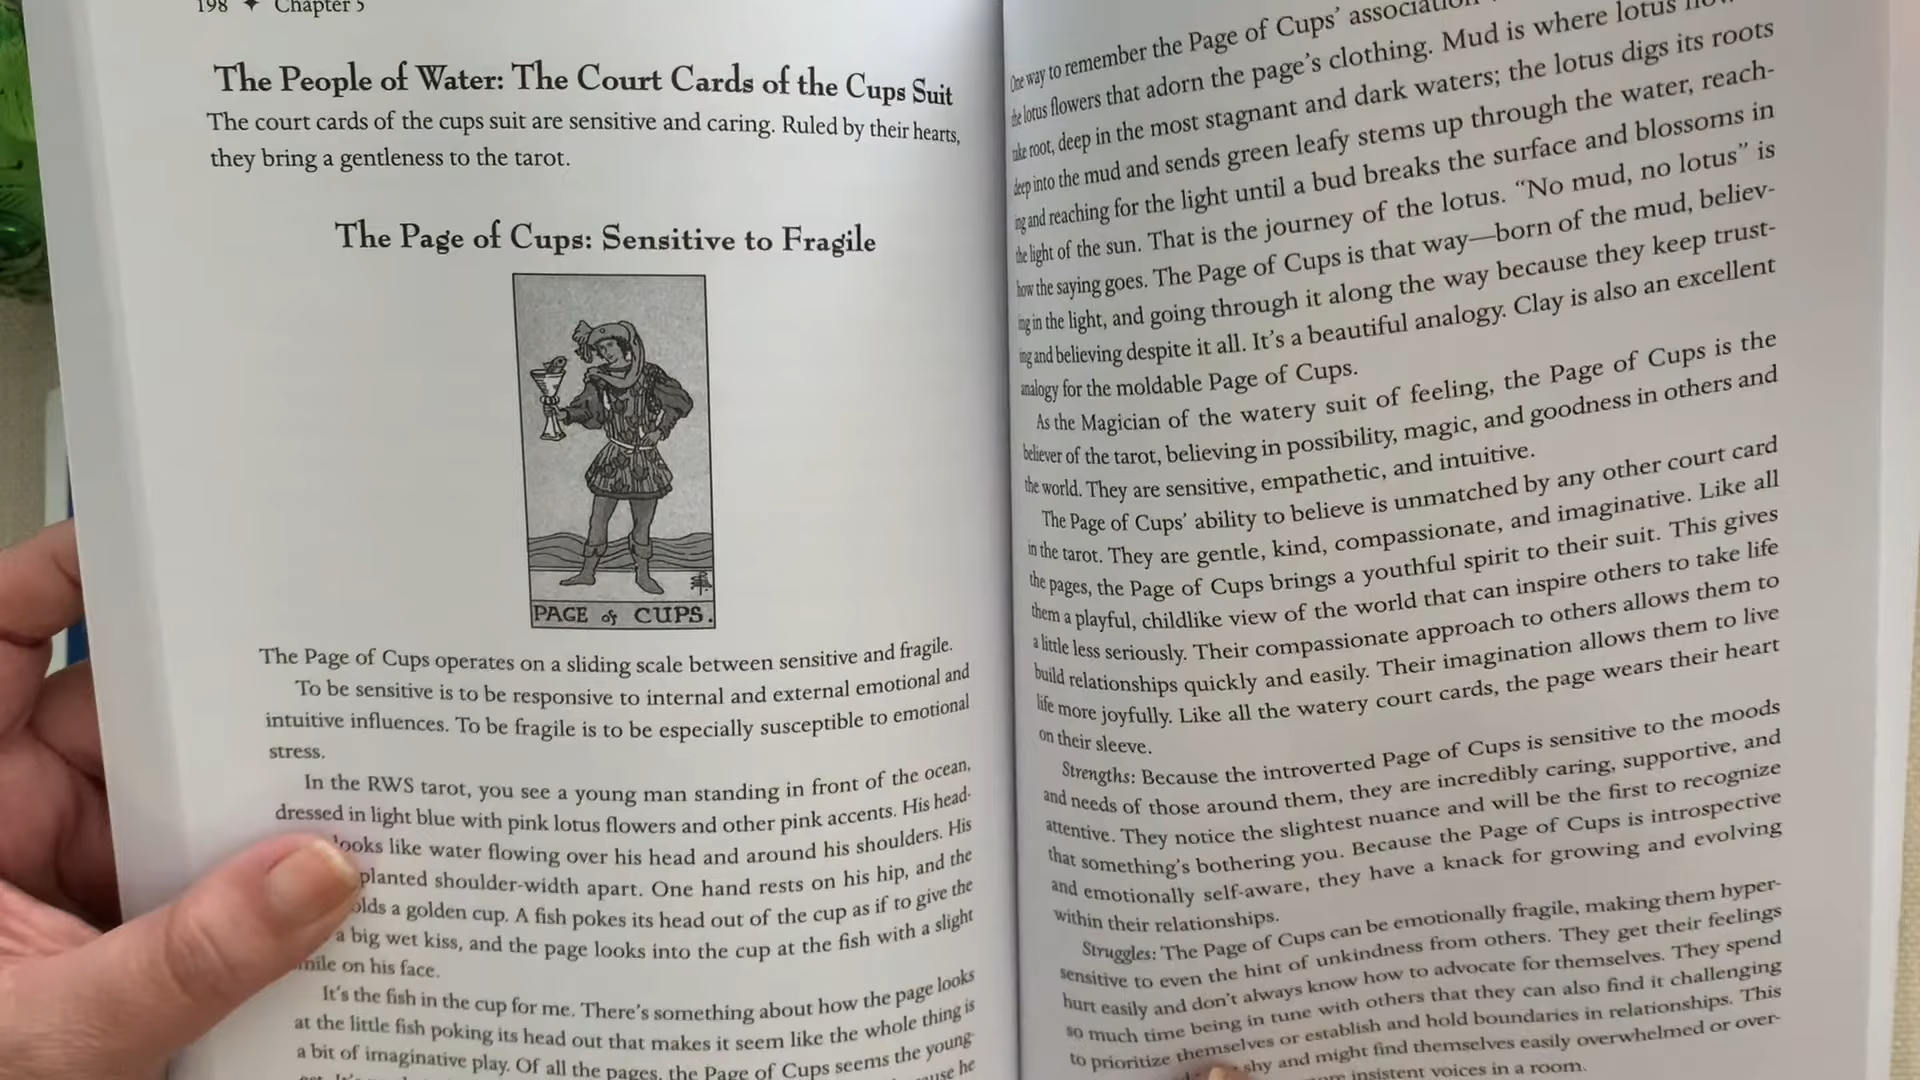 198 ✦ Chapter 5
The People of Water: The Court Cards of the Cups Suit
The court cards of the cups suit are sensitive and caring. Ruled by their hearts,
they bring a gentleness to the tarot.
The Page of Cups: Sensitive to Fragile
PAGE of CUPS.
The Page of Cups operates on a sliding scale between sensitive and fragile.
To be sensitive is to be responsive to internal and external emotional and
intuitive influences. To be fragile is to be especially susceptible to emotional
stress.
In the RWS tarot, you see a young man standing in front of the ocean,
dressed in light blue with pink lotus flowers and other pink accents. His head-
looks like water flowing over his head and around his shoulders. His
planted shoulder-width apart. One hand rests on his hip, and the
holds a golden cup. A fish pokes its head out of the cup as if to give the
a big wet kiss, and the page looks into the cup at the fish with a slight
smile on his face.
It's the fish in the cup for me. There's something about how the page looks
at the little fish poking its head out that makes it seem like the whole thing is
a bit of imaginative play. Of all the pages, the Page of Cups seems the young-
One way to remember the Page of Cups' association
the lotus flowers that adorn the page's clothing. Mud is where lotus
take root, deep in the most stagnant and dark waters; the lotus digs its roots
deep into the mud and sends green leafy stems up through the water, reach-
ing and reaching for the light until a bud breaks the surface and blossoms in
the light of the sun. That is the journey of the lotus. “No mud, no lotus” is
how the saying goes. The Page of Cups is that way—born of the mud, believ-
ing in the light, and going through it along the way because they keep trust-
ing and believing despite it all. It's a beautiful analogy. Clay is also an excellent
analogy for the moldable Page of Cups.
As the Magician of the watery suit of feeling, the Page of Cups is the
believer of the tarot, believing in possibility, magic, and goodness in others and
the world. They are sensitive, empathetic, and intuitive.
The Page of Cups' ability to believe is unmatched by any other court card
in the tarot. They are gentle, kind, compassionate, and imaginative. Like all
the pages, the Page of Cups brings a youthful spirit to their suit. This gives
them a playful, childlike view of the world that can inspire others to take life
a little less seriously. Their compassionate approach to others allows them to
build relationships quickly and easily. Their imagination allows them to live
life more joyfully. Like all the watery court cards, the page wears their heart
on their sleeve.
Strengths: Because the introverted Page of Cups is sensitive to the moods
and needs of those around them, they are incredibly caring, supportive, and
attentive. They notice the slightest nuance and will be the first to recognize
that something's bothering you. Because the Page of Cups is introspective
and emotionally self-aware, they have a knack for growing and evolving
within their relationships.
Struggles: The Page of Cups can be emotionally fragile, making them hyper-
sensitive to even the hint of unkindness from others. They get their feelings
hurt easily and don't always know how to advocate for themselves. They spend
so much time being in tune with others that they can also find it challenging
to prioritize themselves or establish and hold boundaries in relationships. This
shy and might find themselves easily overwhelmed or over-
insistent voices in a room.